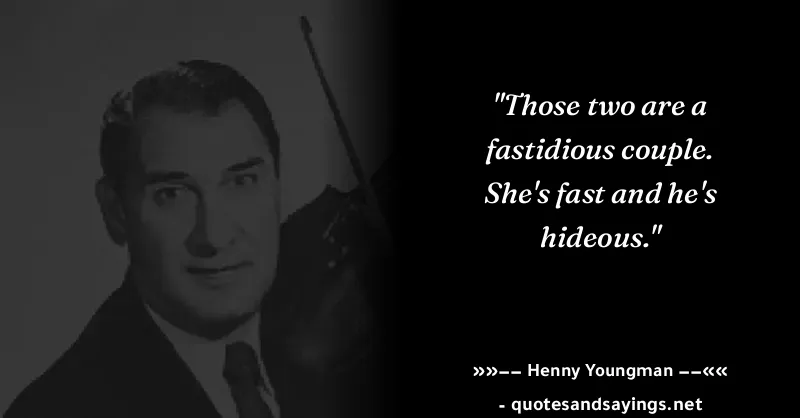 "Those two are a
fastidious couple.
She's fast and he's
hideous."
»»–– Henny Youngman ––««
- quotesandsayings.net